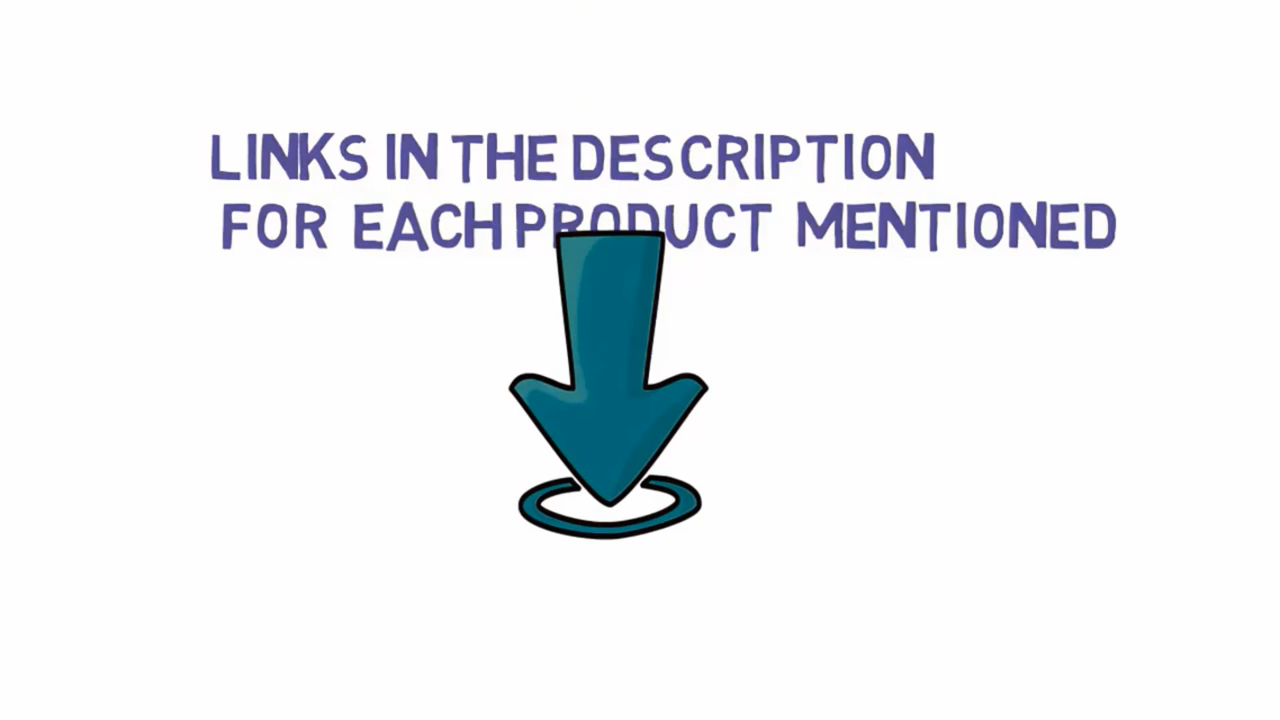 LINKS IN THE DESCRIPTION
FOR EACH PRODUCT MENTIONED